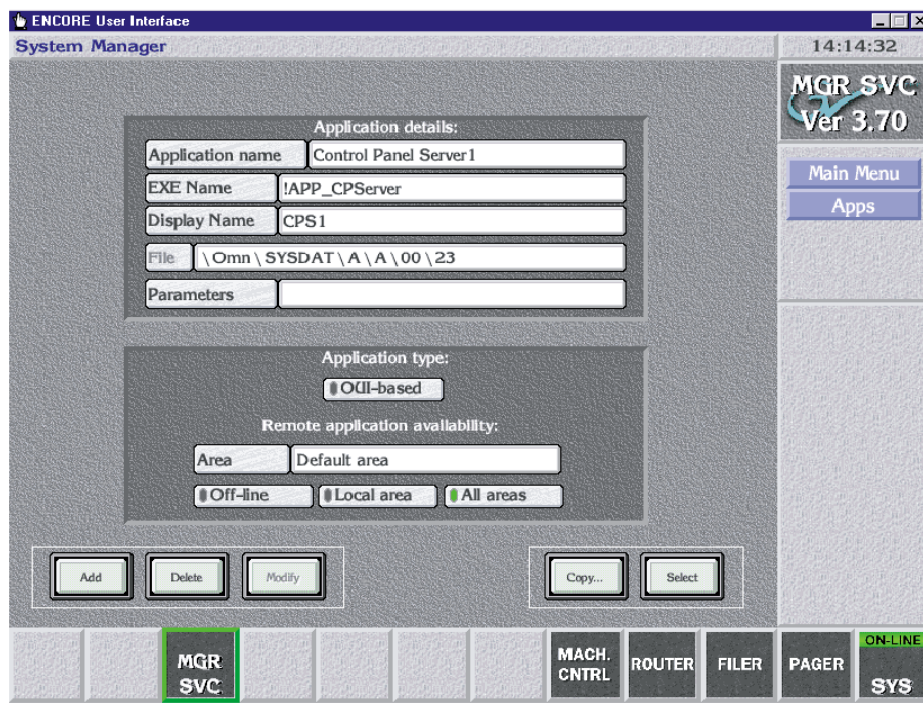 ENCORE User Interface
System Manager
14:14:32
MGR SVC
Ver 3.70
Main Menu
Apps
Application details:
Application name Control Panel Server1
EXE Name !APP_CPServer
Display Name CPS1
File \Omn\SYSDAT\A\A\00\23
Parameters
Application type:
OUI-based
Remote application availability:
Area Default area
Off-line Local area All areas
Add Delete Modify Copy... Select
MGR
SVC
MACH.
CNTRL
ROUTER
FILER
PAGER
ON-LINE
SYS